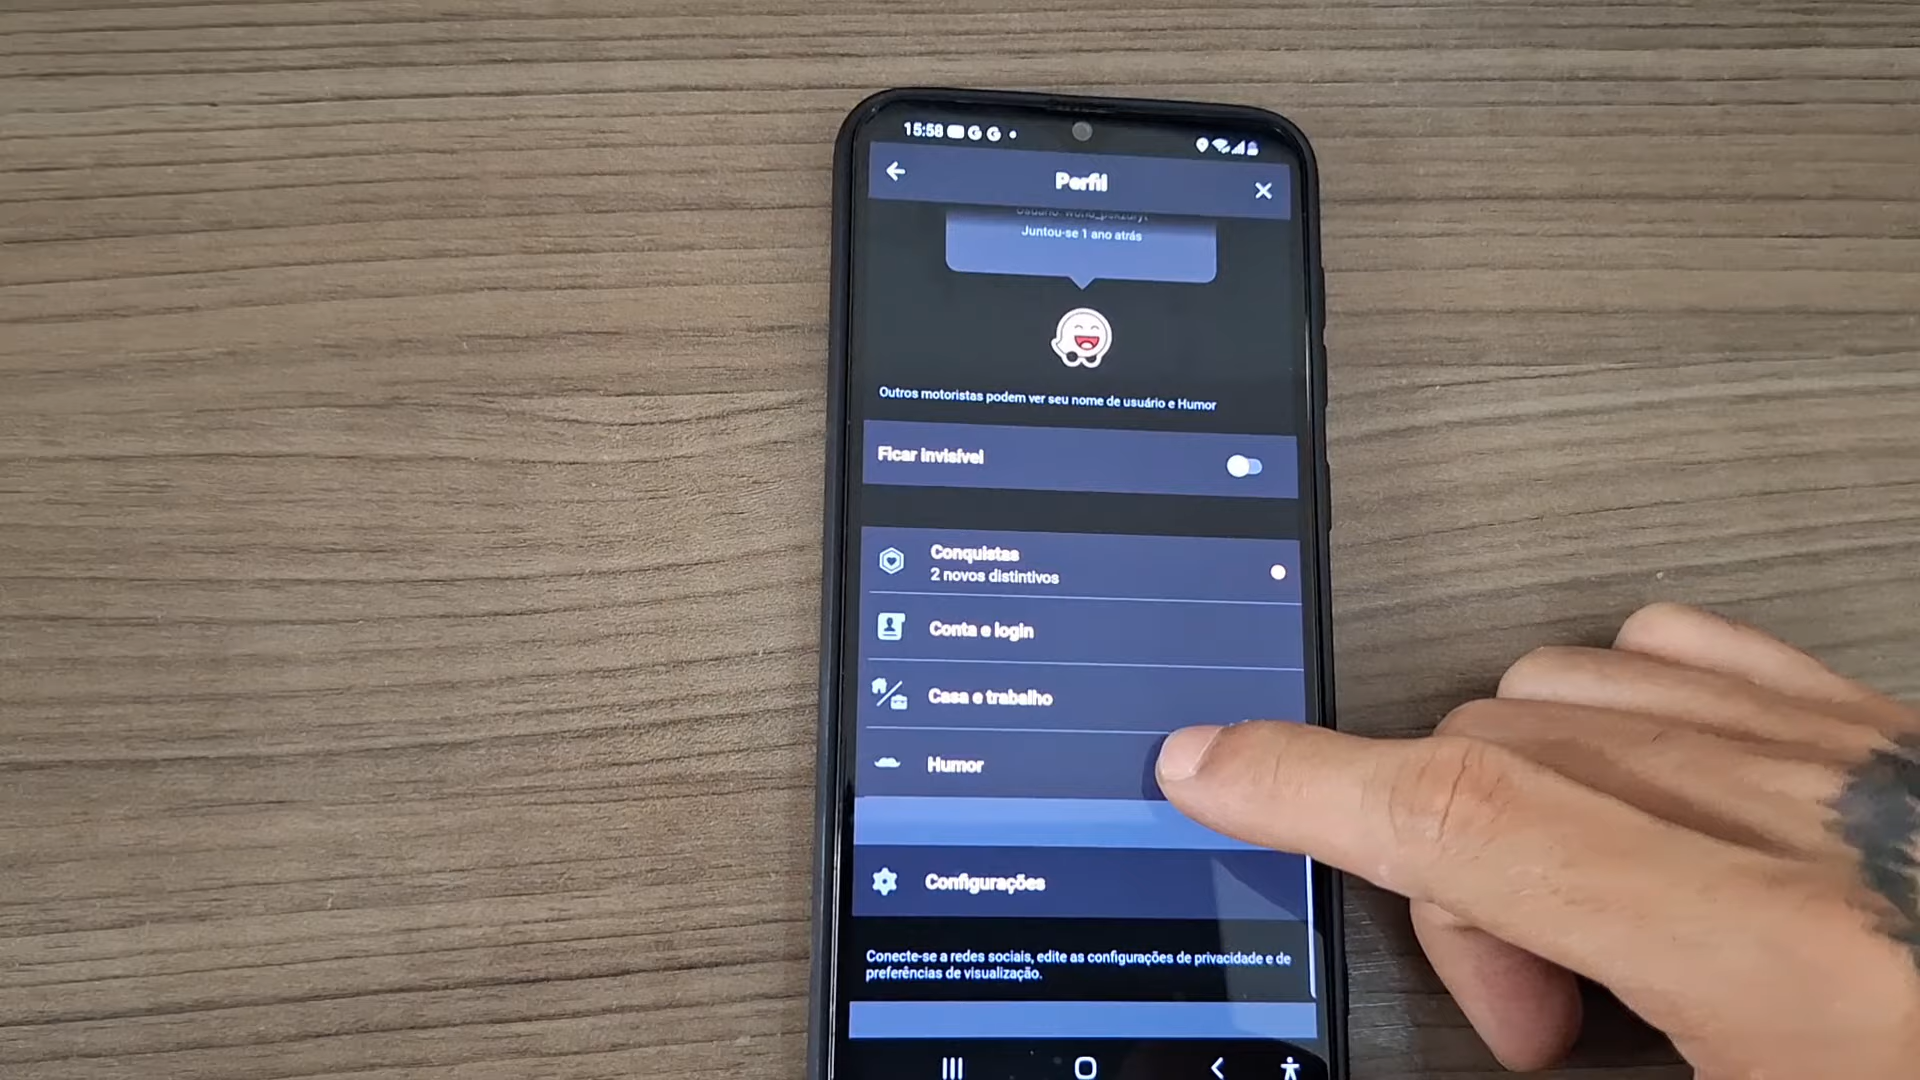 15:58
Perfil
Juntou-se 1 ano atrás
Outros motoristas podem ver seu nome de usuário e Humor
Ficar invisível
Conquistas
2 novos distintivos
Conta e login
Casa e trabalho
Humor
Configurações
Conecte-se a redes sociais, edite as configurações de privacidade e de
preferências de visualização.